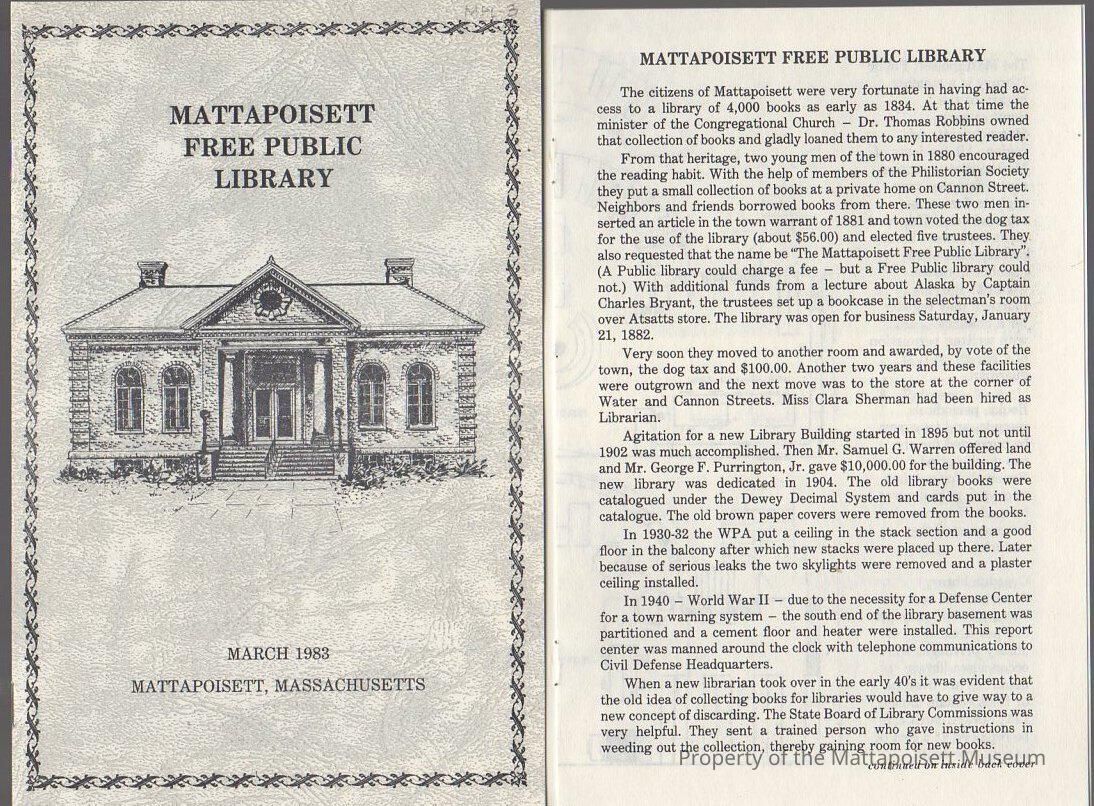 MATTAPOISETT
FREE PUBLIC
LIBRARY
MARCH 1983
MATTAPOISETT, MASSACHUSETTS
MATTAPOISETT FREE PUBLIC LIBRARY
The citizens of Mattapoisett were very fortunate in having had ac-
cess to a library of 4,000 books as early as 1834. At that time the
minister of the Congregational Church – Dr. Thomas Robbins owned
that collection of books and gladly loaned them to any interested reader.
From that heritage, two young men of the town in 1880 encouraged
the reading habit. With the help of members of the Philistorian Society
they put a small collection of books at a private home on Cannon Street.
Neighbors and friends borrowed books from there. These two men in-
serted an article in the town warrant of 1881 and town voted the dog tax
for the use of the library (about $56.00) and elected five trustees. They
also requested that the name be "The Mattapoisett Free Public Library".
(A Public library could charge a fee – but a Free Public library could
not.) With additional funds from a lecture about Alaska by Captain
Charles Bryant, the trustees set up a bookcase in the selectman's room
over Atsatts store. The library was open for business Saturday, January
21, 1882.
Very soon they moved to another room and awarded, by vote of the
town, the dog tax and $100.00. Another two years and these facilities
were outgrown and the next move was to the store at the corner of
Water and Cannon Streets. Miss Clara Sherman had been hired as
Librarian.
Agitation for a new Library Building started in 1895 but not until
1902 was much accomplished. Then Mr. Samuel G. Warren offered land
and Mr. George F. Purrington, Jr. gave $10,000.00 for the building. The
new library was dedicated in 1904. The old library books were
catalogued under the Dewey Decimal System and cards put in the
catalogue. The old brown paper covers were removed from the books.
In 1930-32 the WPA put a ceiling in the stack section and a good
floor in the balcony after which new stacks were placed up there. Later
because of serious leaks the two skylights were removed and a plaster
ceiling installed.
In 1940 – World War II – due to the necessity for a Defense Center
for a town warning system – the south end of the library basement was
partitioned and a cement floor and heater were installed. This report
center was manned around the clock with telephone communications to
Civil Defense Headquarters.
When a new librarian took over in the early 40's it was evident that
the old idea of collecting books for libraries would have to give way to a
new concept of discarding. The State Board of Library Commissions was
very helpful. They sent a trained person who gave instructions in
weeding out the collection, thereby gaining room for new books.
Property of the Mattapoisett Museum
continued on inside back cover